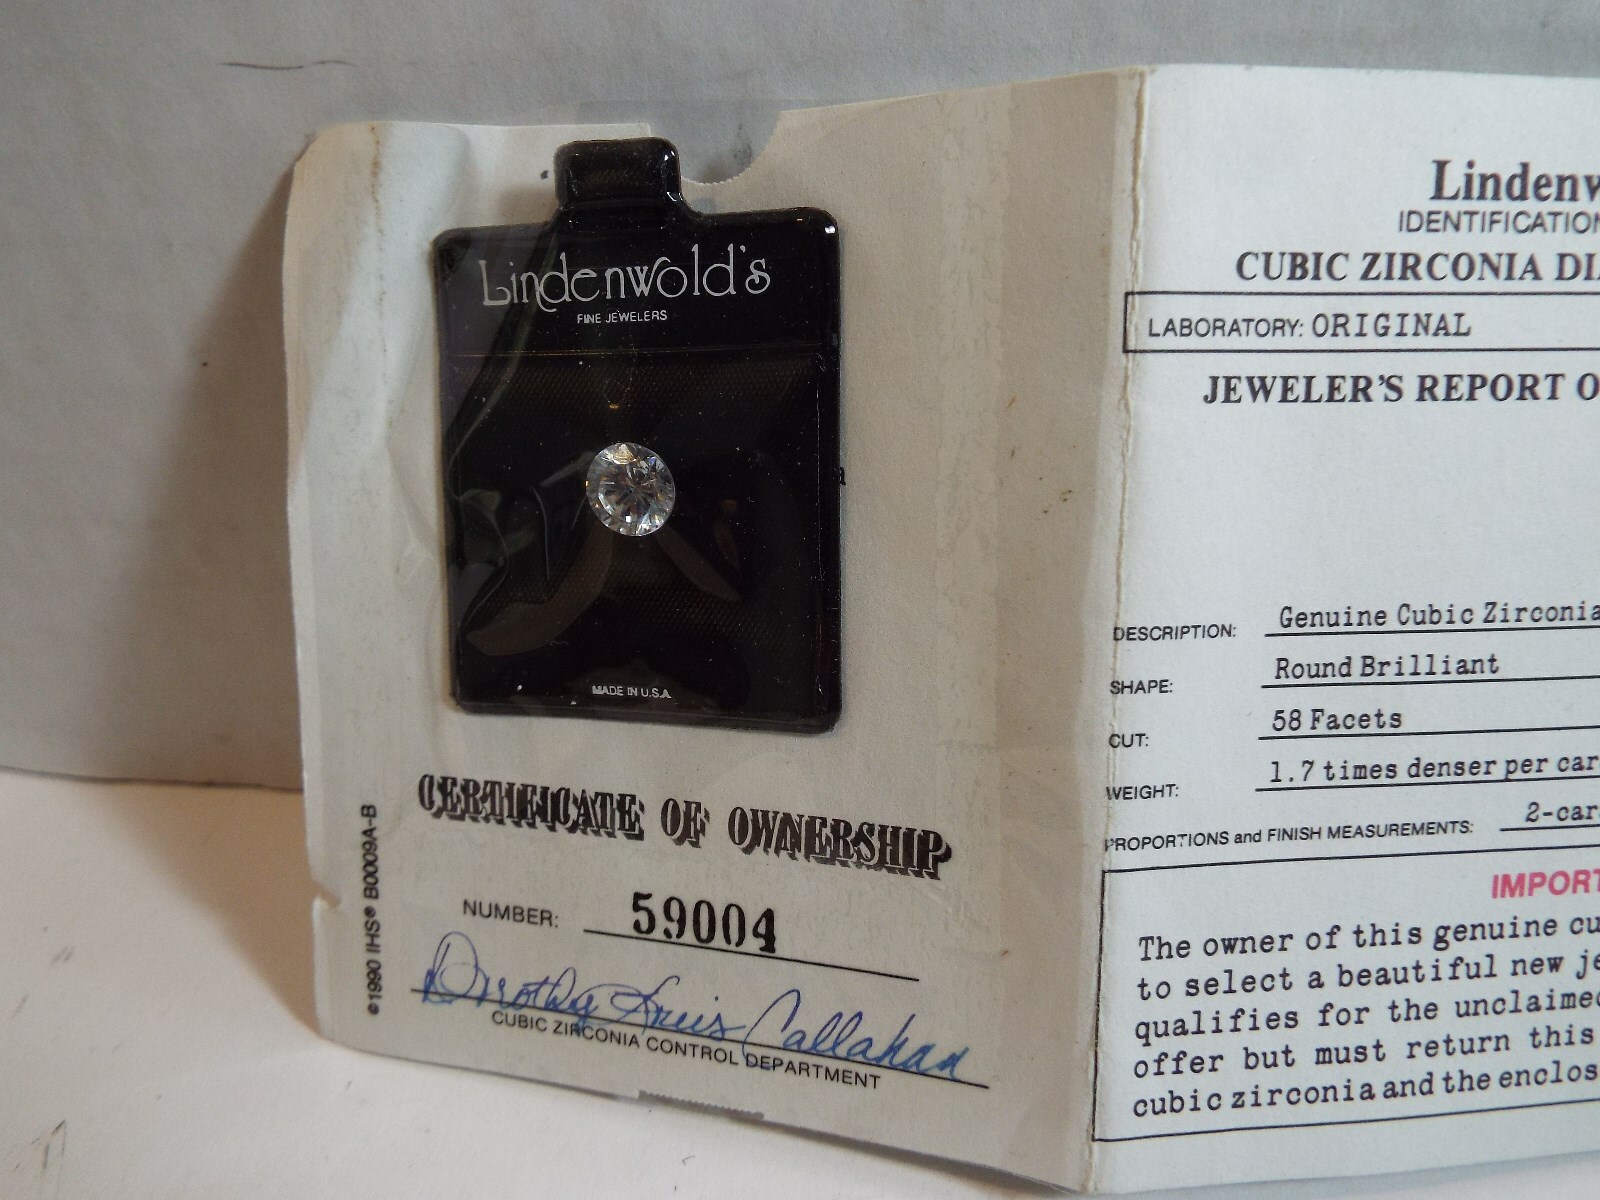 Lindenwold's
FINE JEWELERS
MADE IN U.S.A.
CERTIFICATE OF OWNERSHIP
NUMBER: 59004
Dorothy Kreis Callahan
CUBIC ZIRCONIA CONTROL DEPARTMENT
©1990 IHS® B0009A-B
Lindenw
IDENTIFICATION
CUBIC ZIRCONIA DIA
LABORATORY: ORIGINAL
JEWELER'S REPORT O
DESCRIPTION: Genuine Cubic Zirconia
SHAPE: Round Brilliant
CUT: 58 Facets
WEIGHT: 1.7 times denser per car
PROPORTIONS and FINISH MEASUREMENTS: 2-car
IMPORT
The owner of this genuine cu
to select a beautiful new je
qualifies for the unclaimed
offer but must return this
cubic zirconia and the enclos